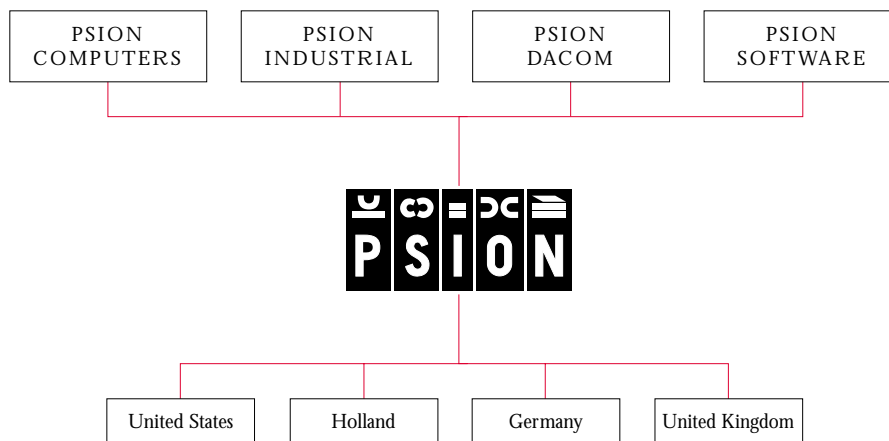 PSION
COMPUTERS
PSION
INDUSTRIAL
PSION
DACOM
PSION
SOFTWARE
PSION
United States
Holland
Germany
United Kingdom